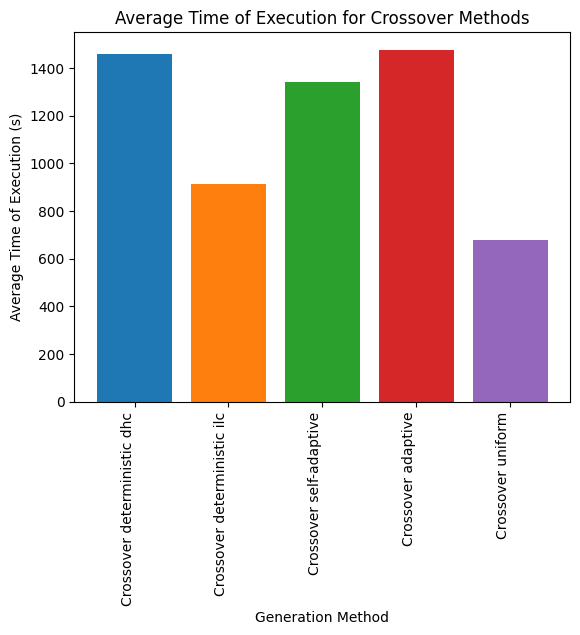 Average Time of Execution for Crossover Methods
Average Time of Execution (s)
1400
1200
1000
800
600
400
200
0
Crossover deterministic dhc
Crossover deterministic ilc
Crossover self-adaptive
Crossover adaptive
Crossover uniform
Generation Method